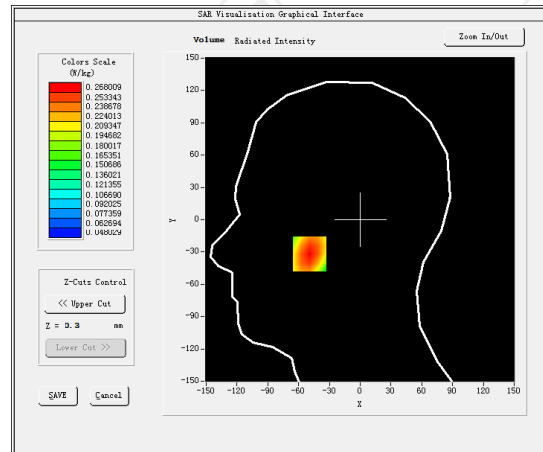 SAR Visualisation Graphical Interface
Volume Radiated Intensity
Zoom In/Out
Colors Scale
(W/kg)
0.268009
0.253343
0.238678
0.224013
0.209347
0.194682
0.180017
0.165351
0.150686
0.136021
0.121355
0.106690
0.092025
0.077359
0.062694
0.048029
Z-Cuts Control
<< Upper Cut
Z = 0.3 mm
Lower Cut >>
SAVE Cancel
150
120
90
60
30
0
-30
-60
-90
-120
-150
Y
-150 -120 -90 -60 -30 0 30 60 90 120 150
X